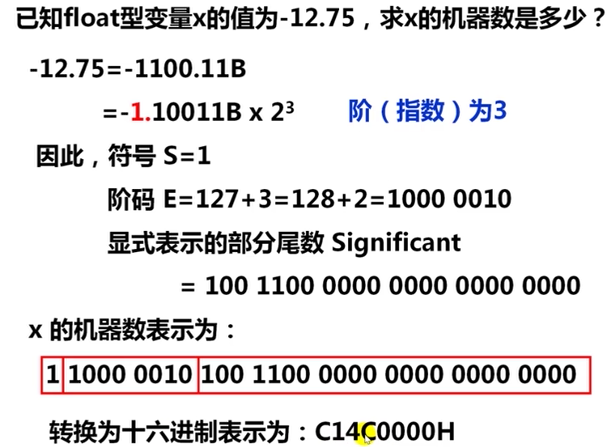 已知float型变量x的值为-12.75，求x的机器数是多少？
-12.75=-1100.11B
=-1.10011B x 2³ 阶（指数）为3
因此，符号 S=1
阶码 E=127+3=128+2=1000 0010
显式表示的部分尾数 Significant
= 100 1100 0000 0000 0000 0000
x 的机器数表示为：
1 1000 0010 100 1100 0000 0000 0000 0000
转换为十六进制表示为：C14C0000H